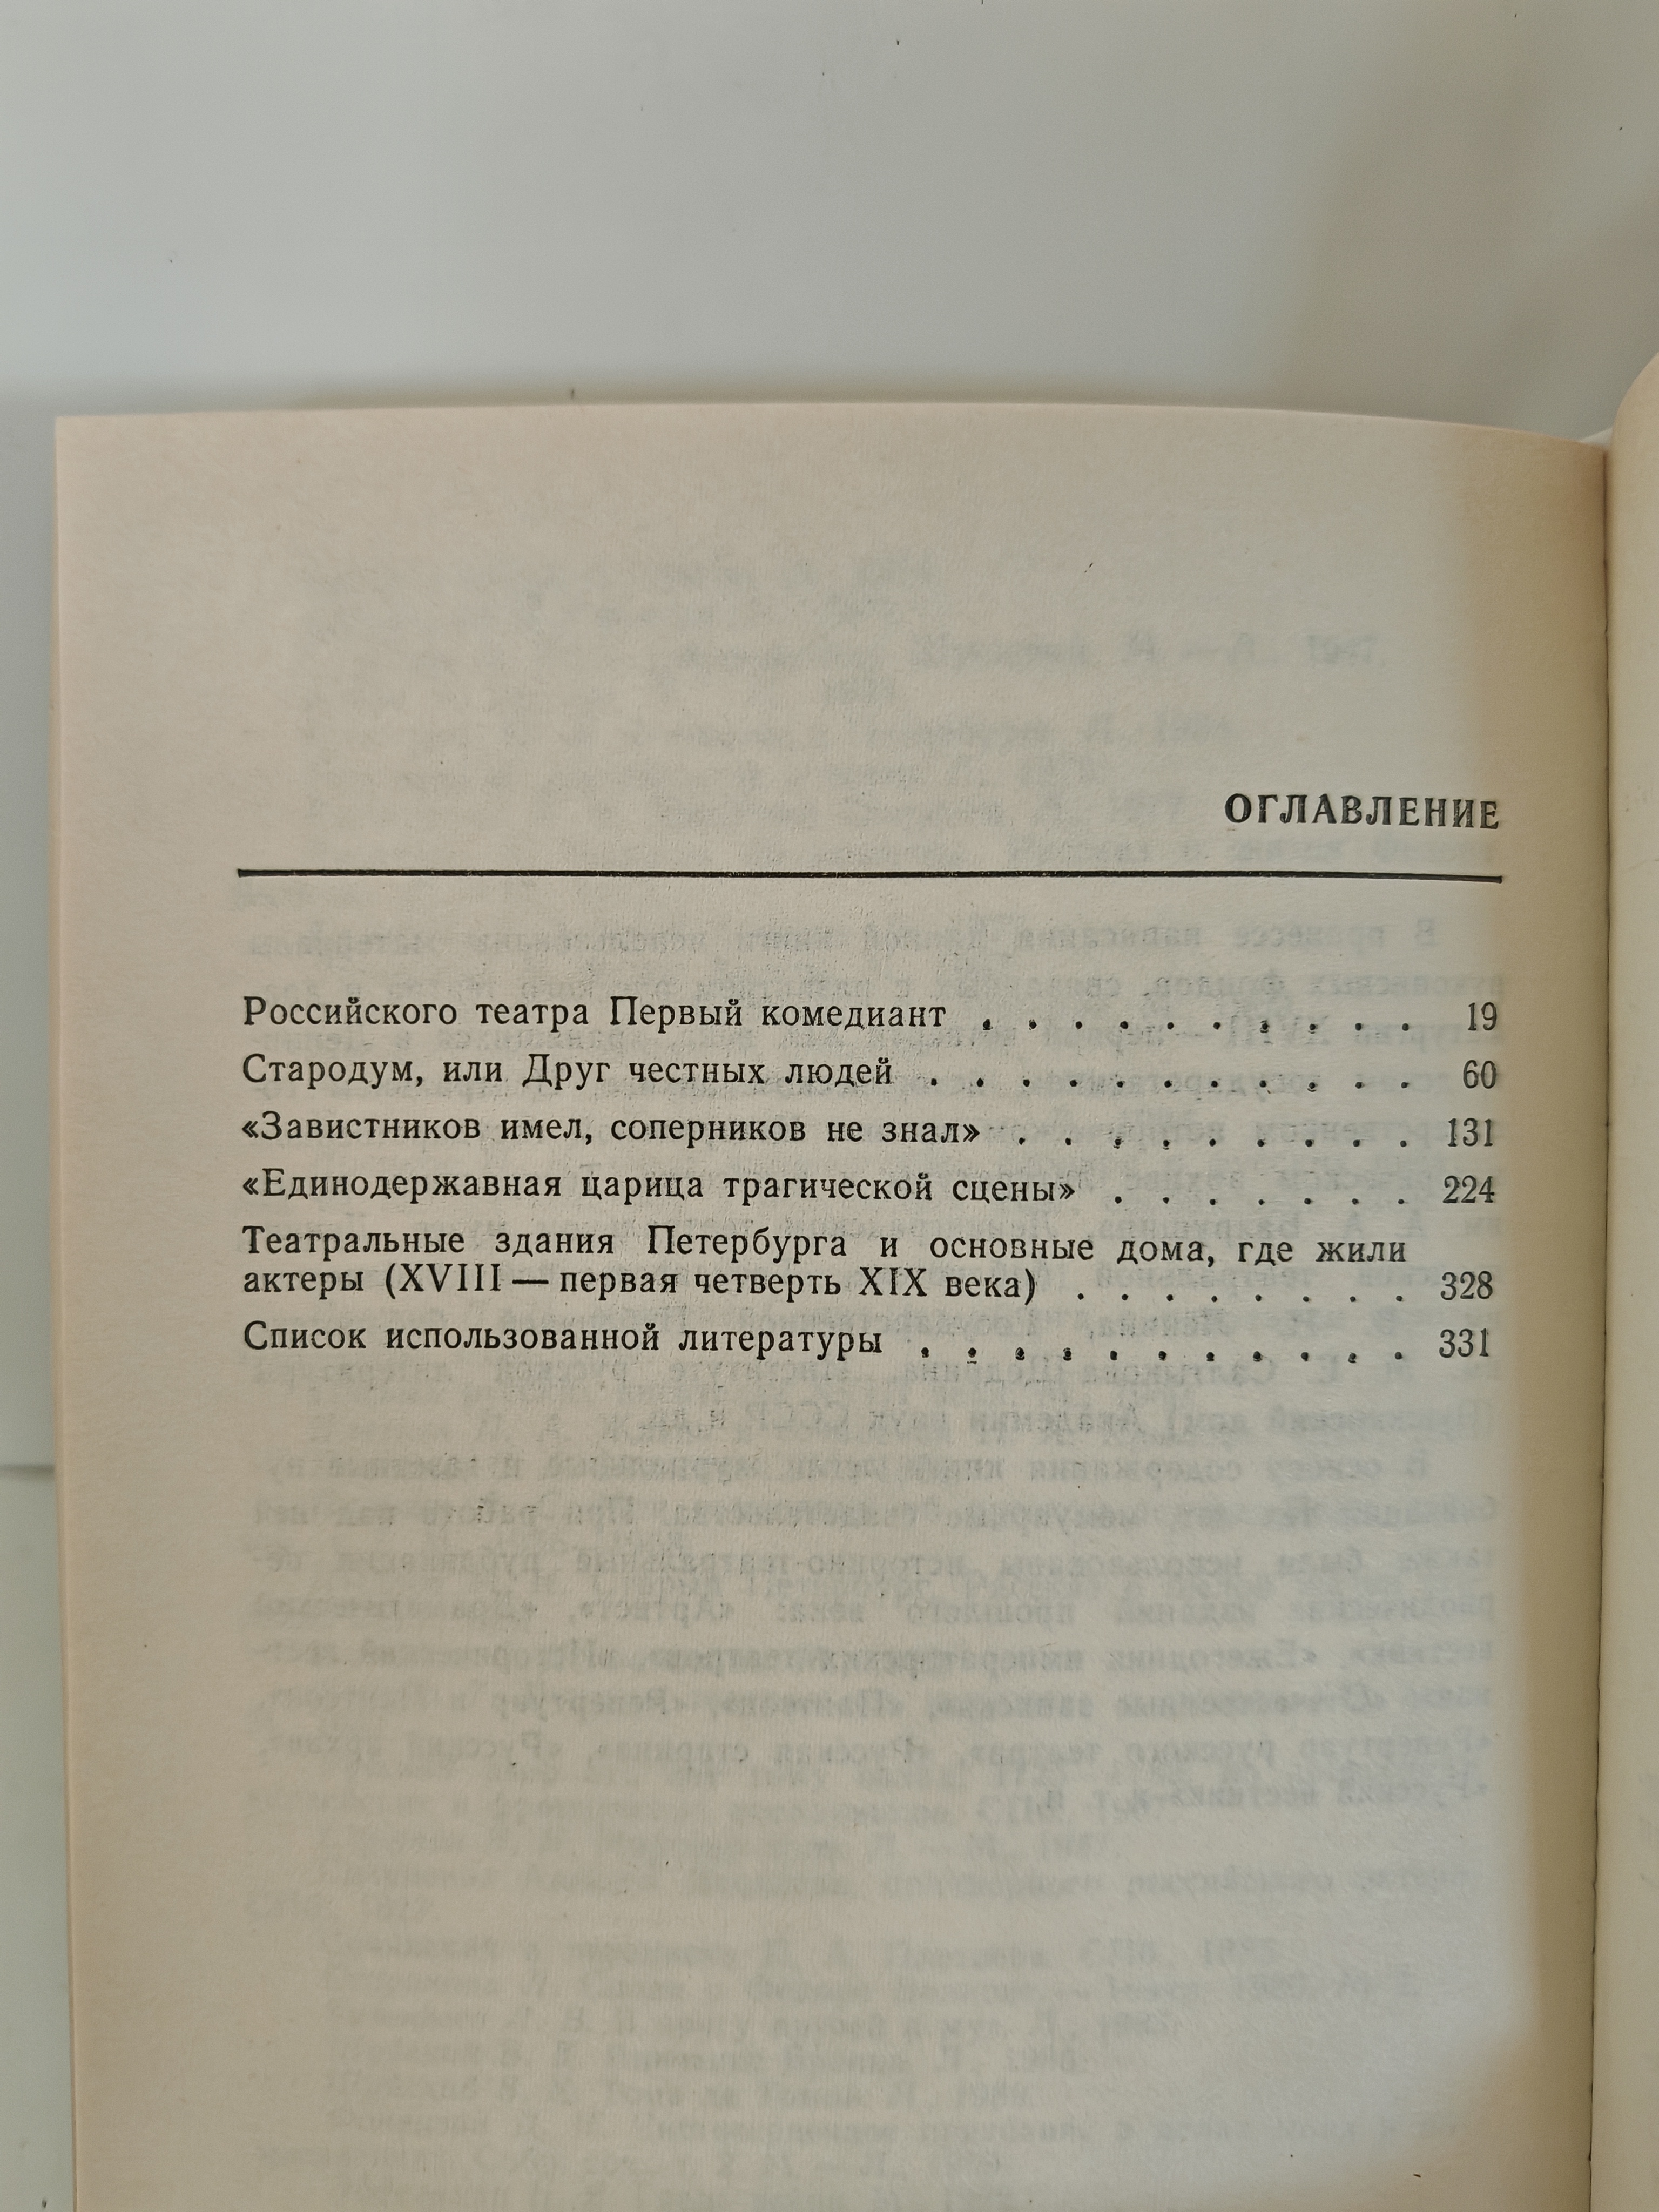 ОГЛАВЛЕНИЕ
Российского театра Первый комедиант . . . . . . . . . . 19
Стародум, или Друг честных людей . . . . . . . . . . . 60
«Завистников имел, соперников не знал» . . . . . . . . . 131
«Единодержавная царица трагической сцены» . . . . . . . 224
Театральные здания Петербурга и основные дома, где жили
актеры (XVIII — первая четверть XIX века) . . . . . . . . 328
Список использованной литературы . . . . . . . . . . . 331